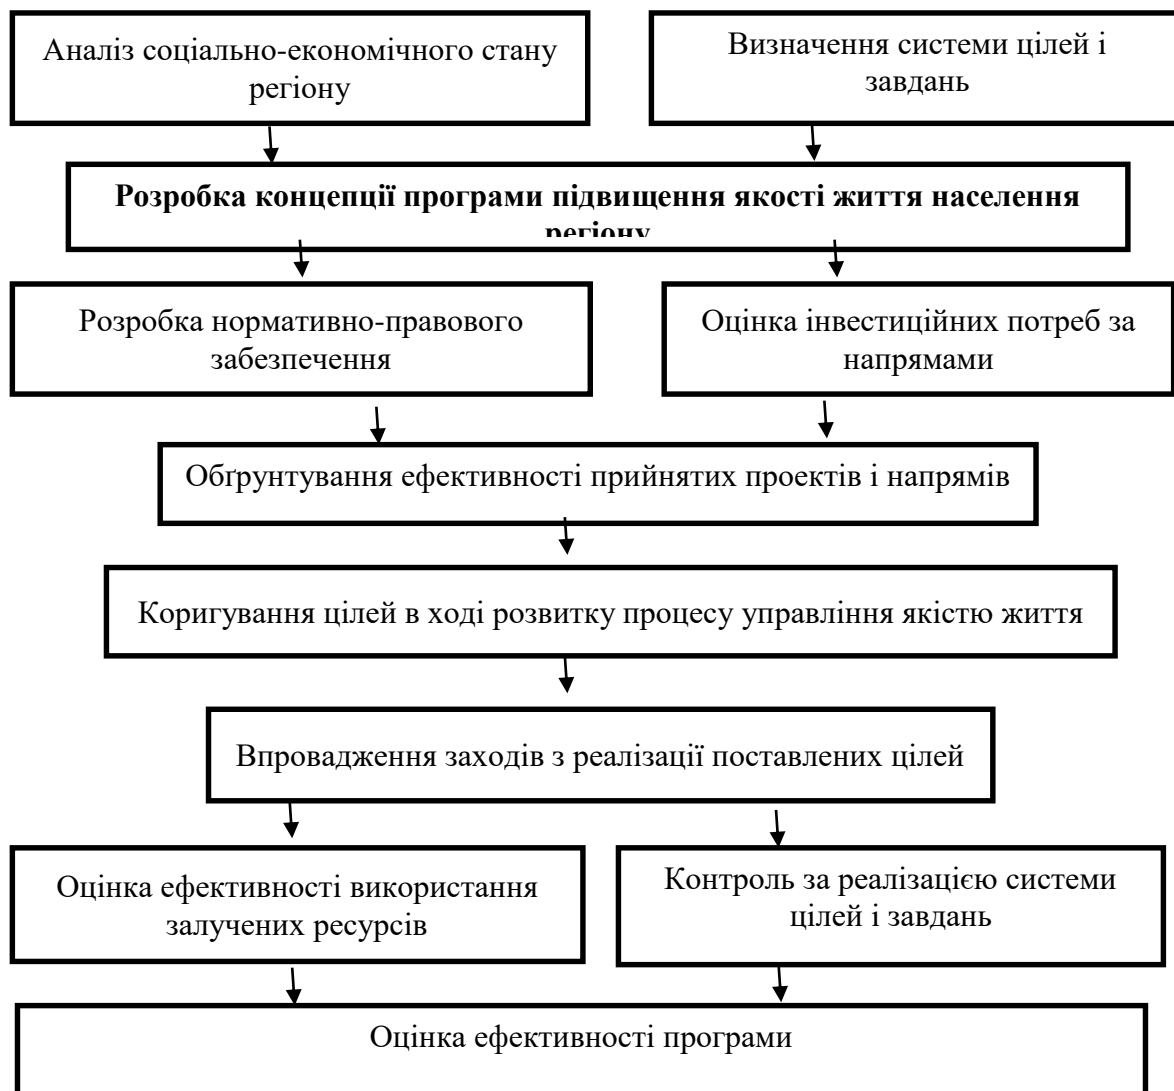 Аналіз соціально-економічного стану
регіону
Визначення системи цілей і
завдань
Розробка концепції програми підвищення якості життя населення
регіону
Розробка нормативно-правового
забезпечення
Оцінка інвестиційних потреб за
напрямами
Обґрунтування ефективності прийнятих проектів і напрямів
Коригування цілей в ході розвитку процесу управління якістю життя
Впровадження заходів з реалізації поставлених цілей
Оцінка ефективності використання
залучених ресурсів
Контроль за реалізацією системи
цілей і завдань
Оцінка ефективності програми